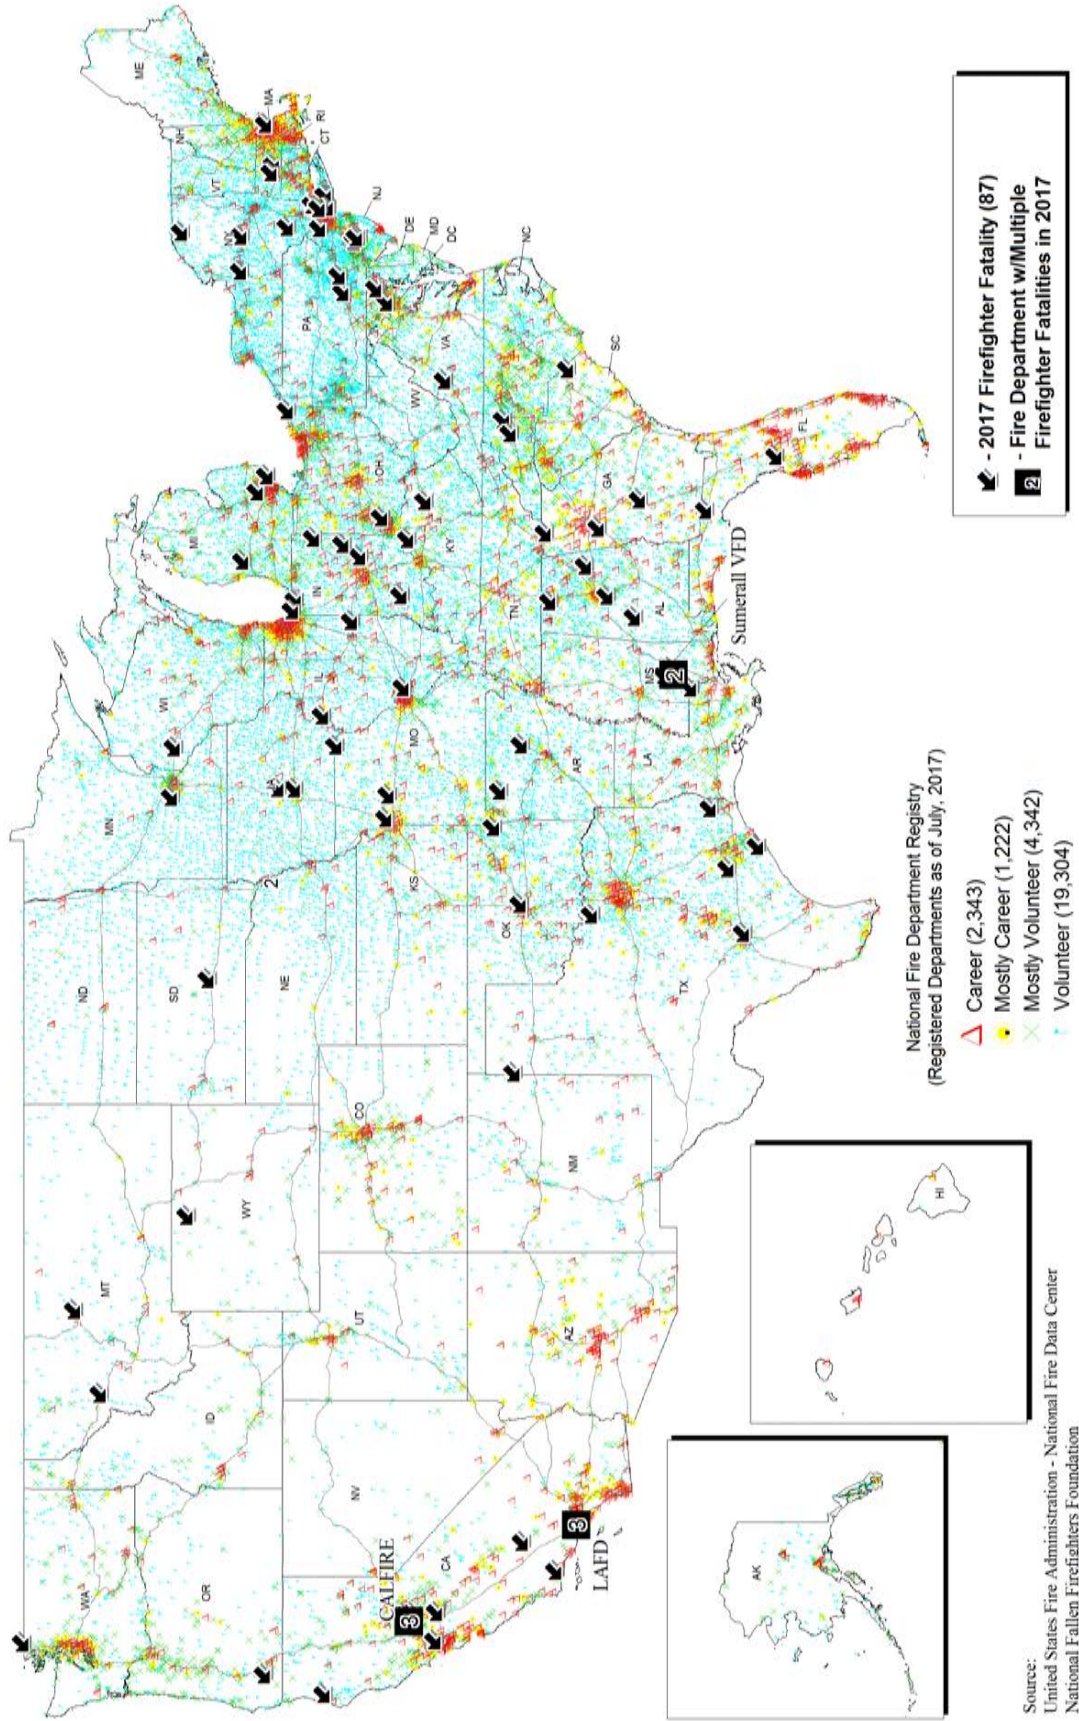 WA
OR
CA
NV
ID
MT
WY
UT
AZ
CO
NM
ND
SD
NE
KS
OK
TX
MN
IA
MO
AR
LA
WI
IL
MS
MI
IN
KY
TN
AL
OH
WV
GA
FL
SC
NC
VA
PA
NY
VT
NH
ME
MA
RI
CT
NJ
DE
MD
DC
2
CALFIRE
3
LAFD
3
2
Sumerall VFD
AK
HI
National Fire Department Registry
(Registered Departments as of July, 2017)
Career (2,343)
Mostly Career (1,222)
Mostly Volunteer (4,342)
Volunteer (19,304)
- 2017 Firefighter Fatality (87)
2 - Fire Department w/Multiple
Firefighter Fatalities in 2017
Source:
United States Fire Administration - National Fire Data Center
National Fallen Firefighters Foundation